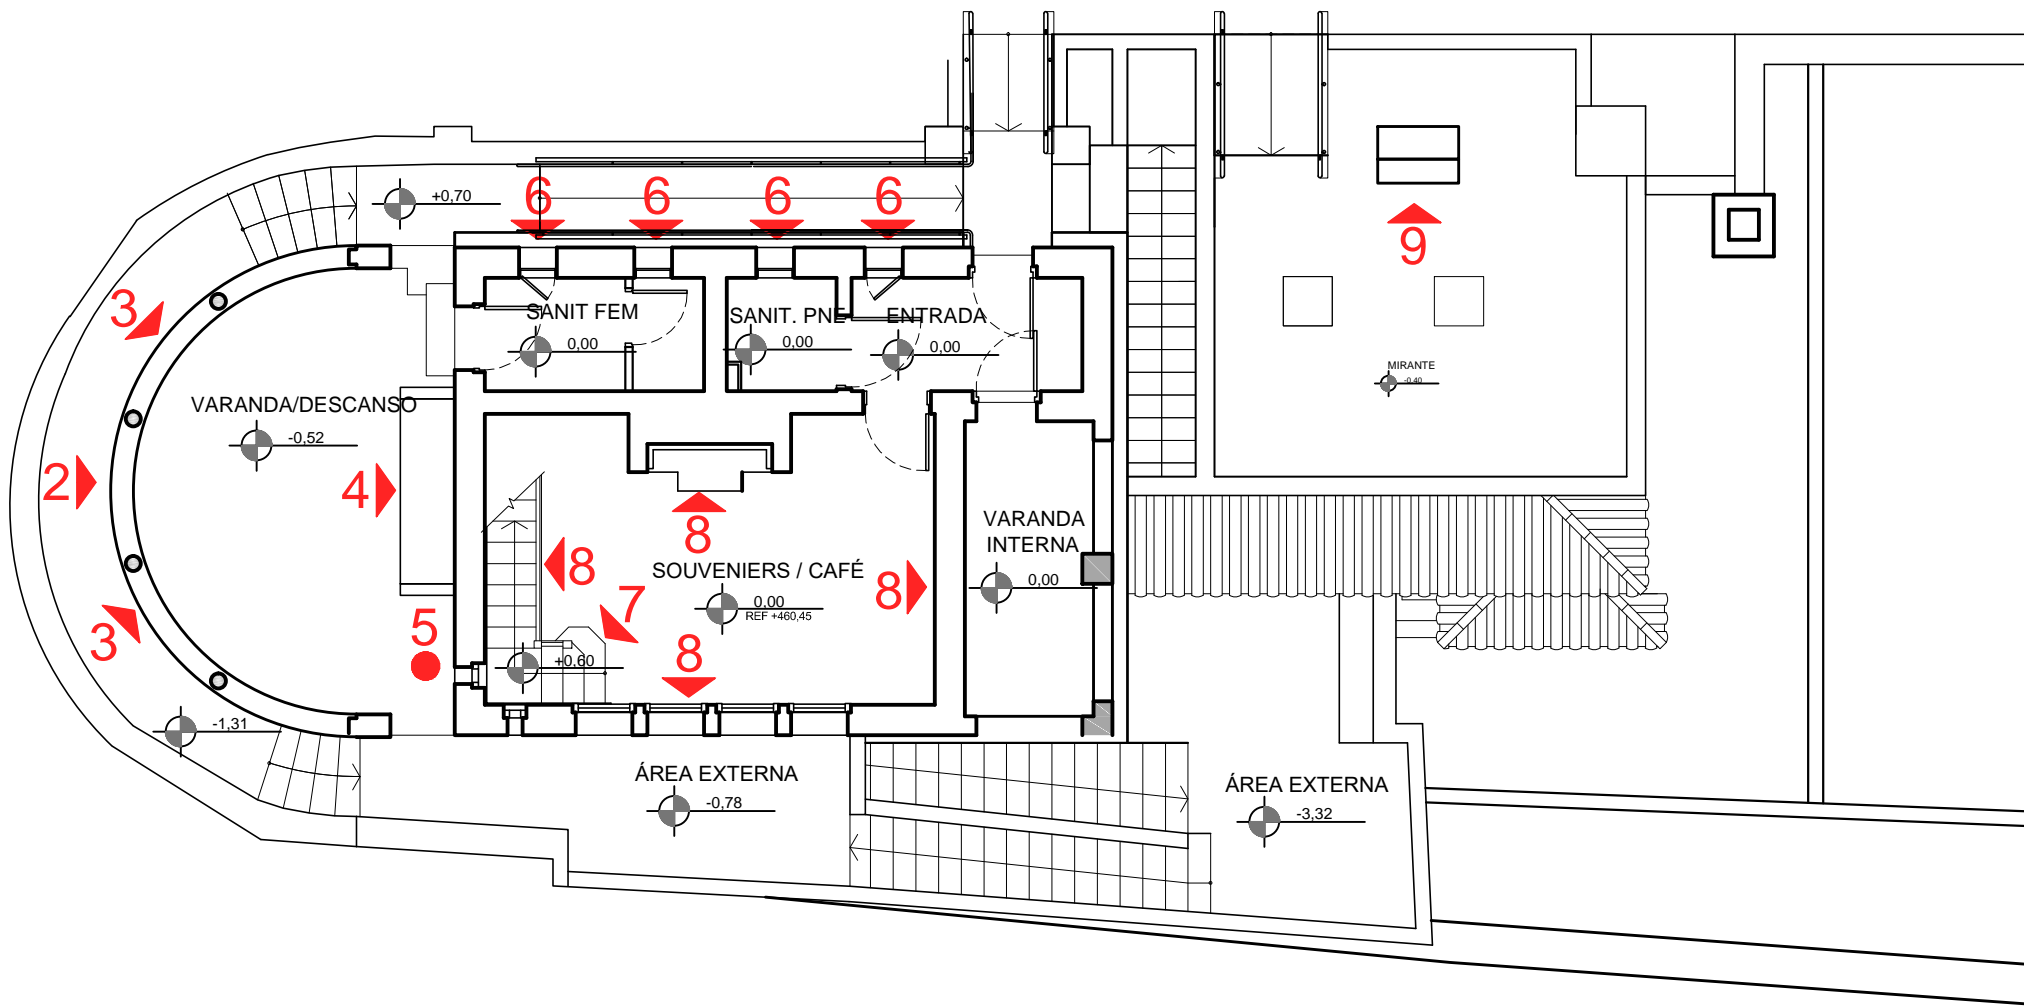 +0,70
6
6
6
6
9
3
SANIT FEM
0,00
SANIT. PNE
0,00
ENTRADA
0,00
MIRANTE
-0.40
VARANDA/DESCANSO
-0,52
2
4
8
VARANDA
INTERNA
0,00
8
SOUVENIERS / CAFÉ
0,00
REF +460,45
8
7
3
5
8
+0,60
-1,31
ÁREA EXTERNA
-0,78
ÁREA EXTERNA
-3,32